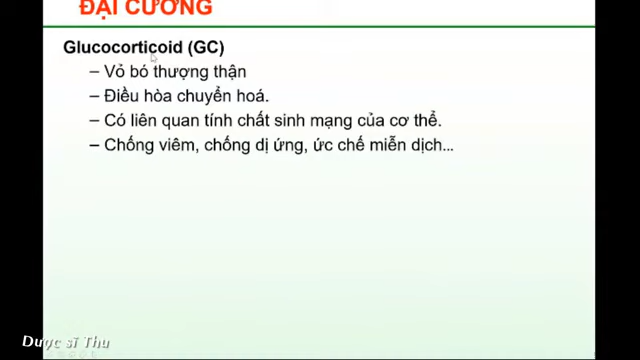 ĐẠI CƯƠNG
Glucocorticoid (GC)
– Vỏ bó thượng thận
– Điều hòa chuyển hoá.
– Có liên quan tính chất sinh mạng của cơ thể.
– Chống viêm, chống dị ứng, ức chế miễn dịch...
Dược sĩ Thu